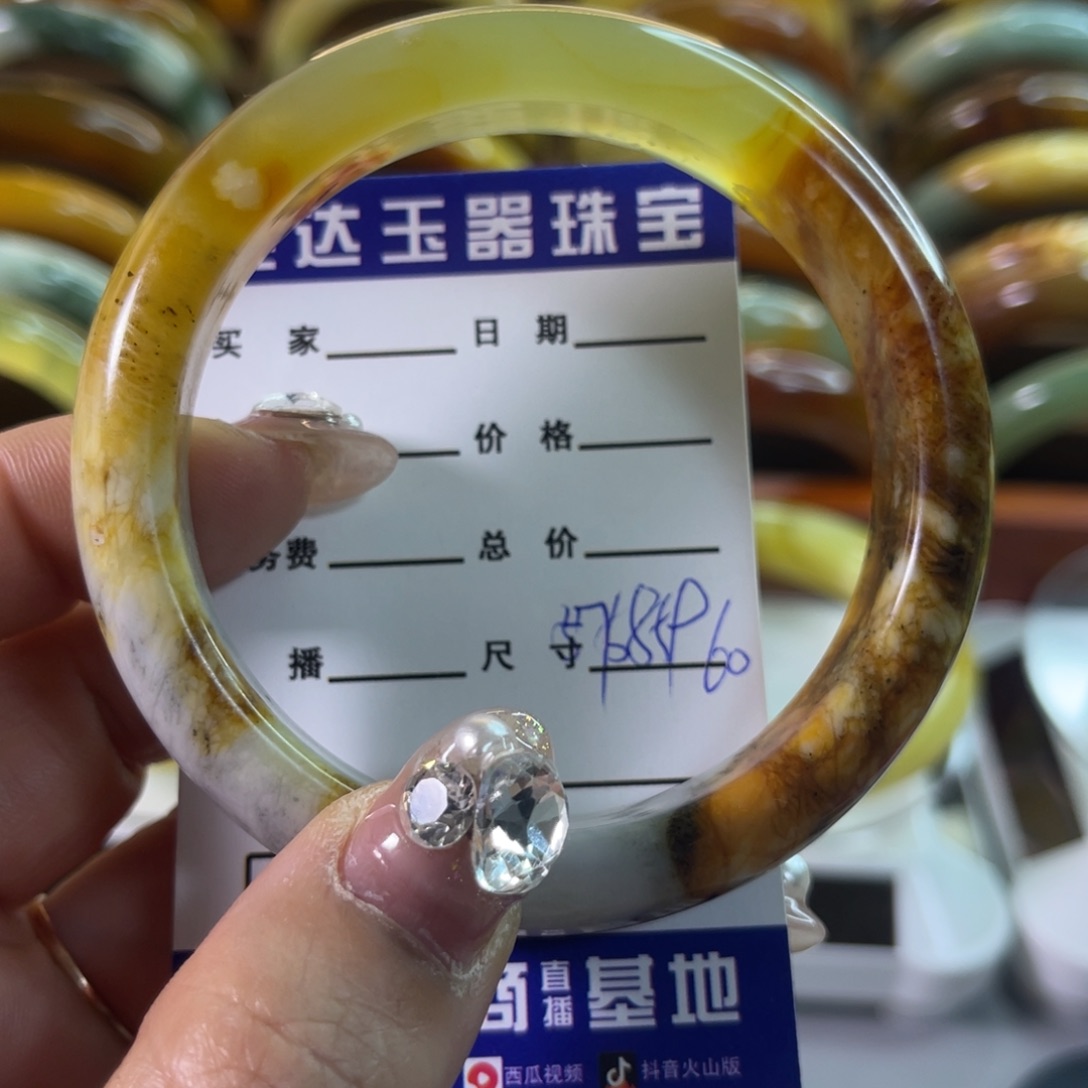 达玉器珠宝
买 家 日 期
价 格
务费 总 价
播 尺 寸 60
商直播基地
西瓜视频 抖音火山版